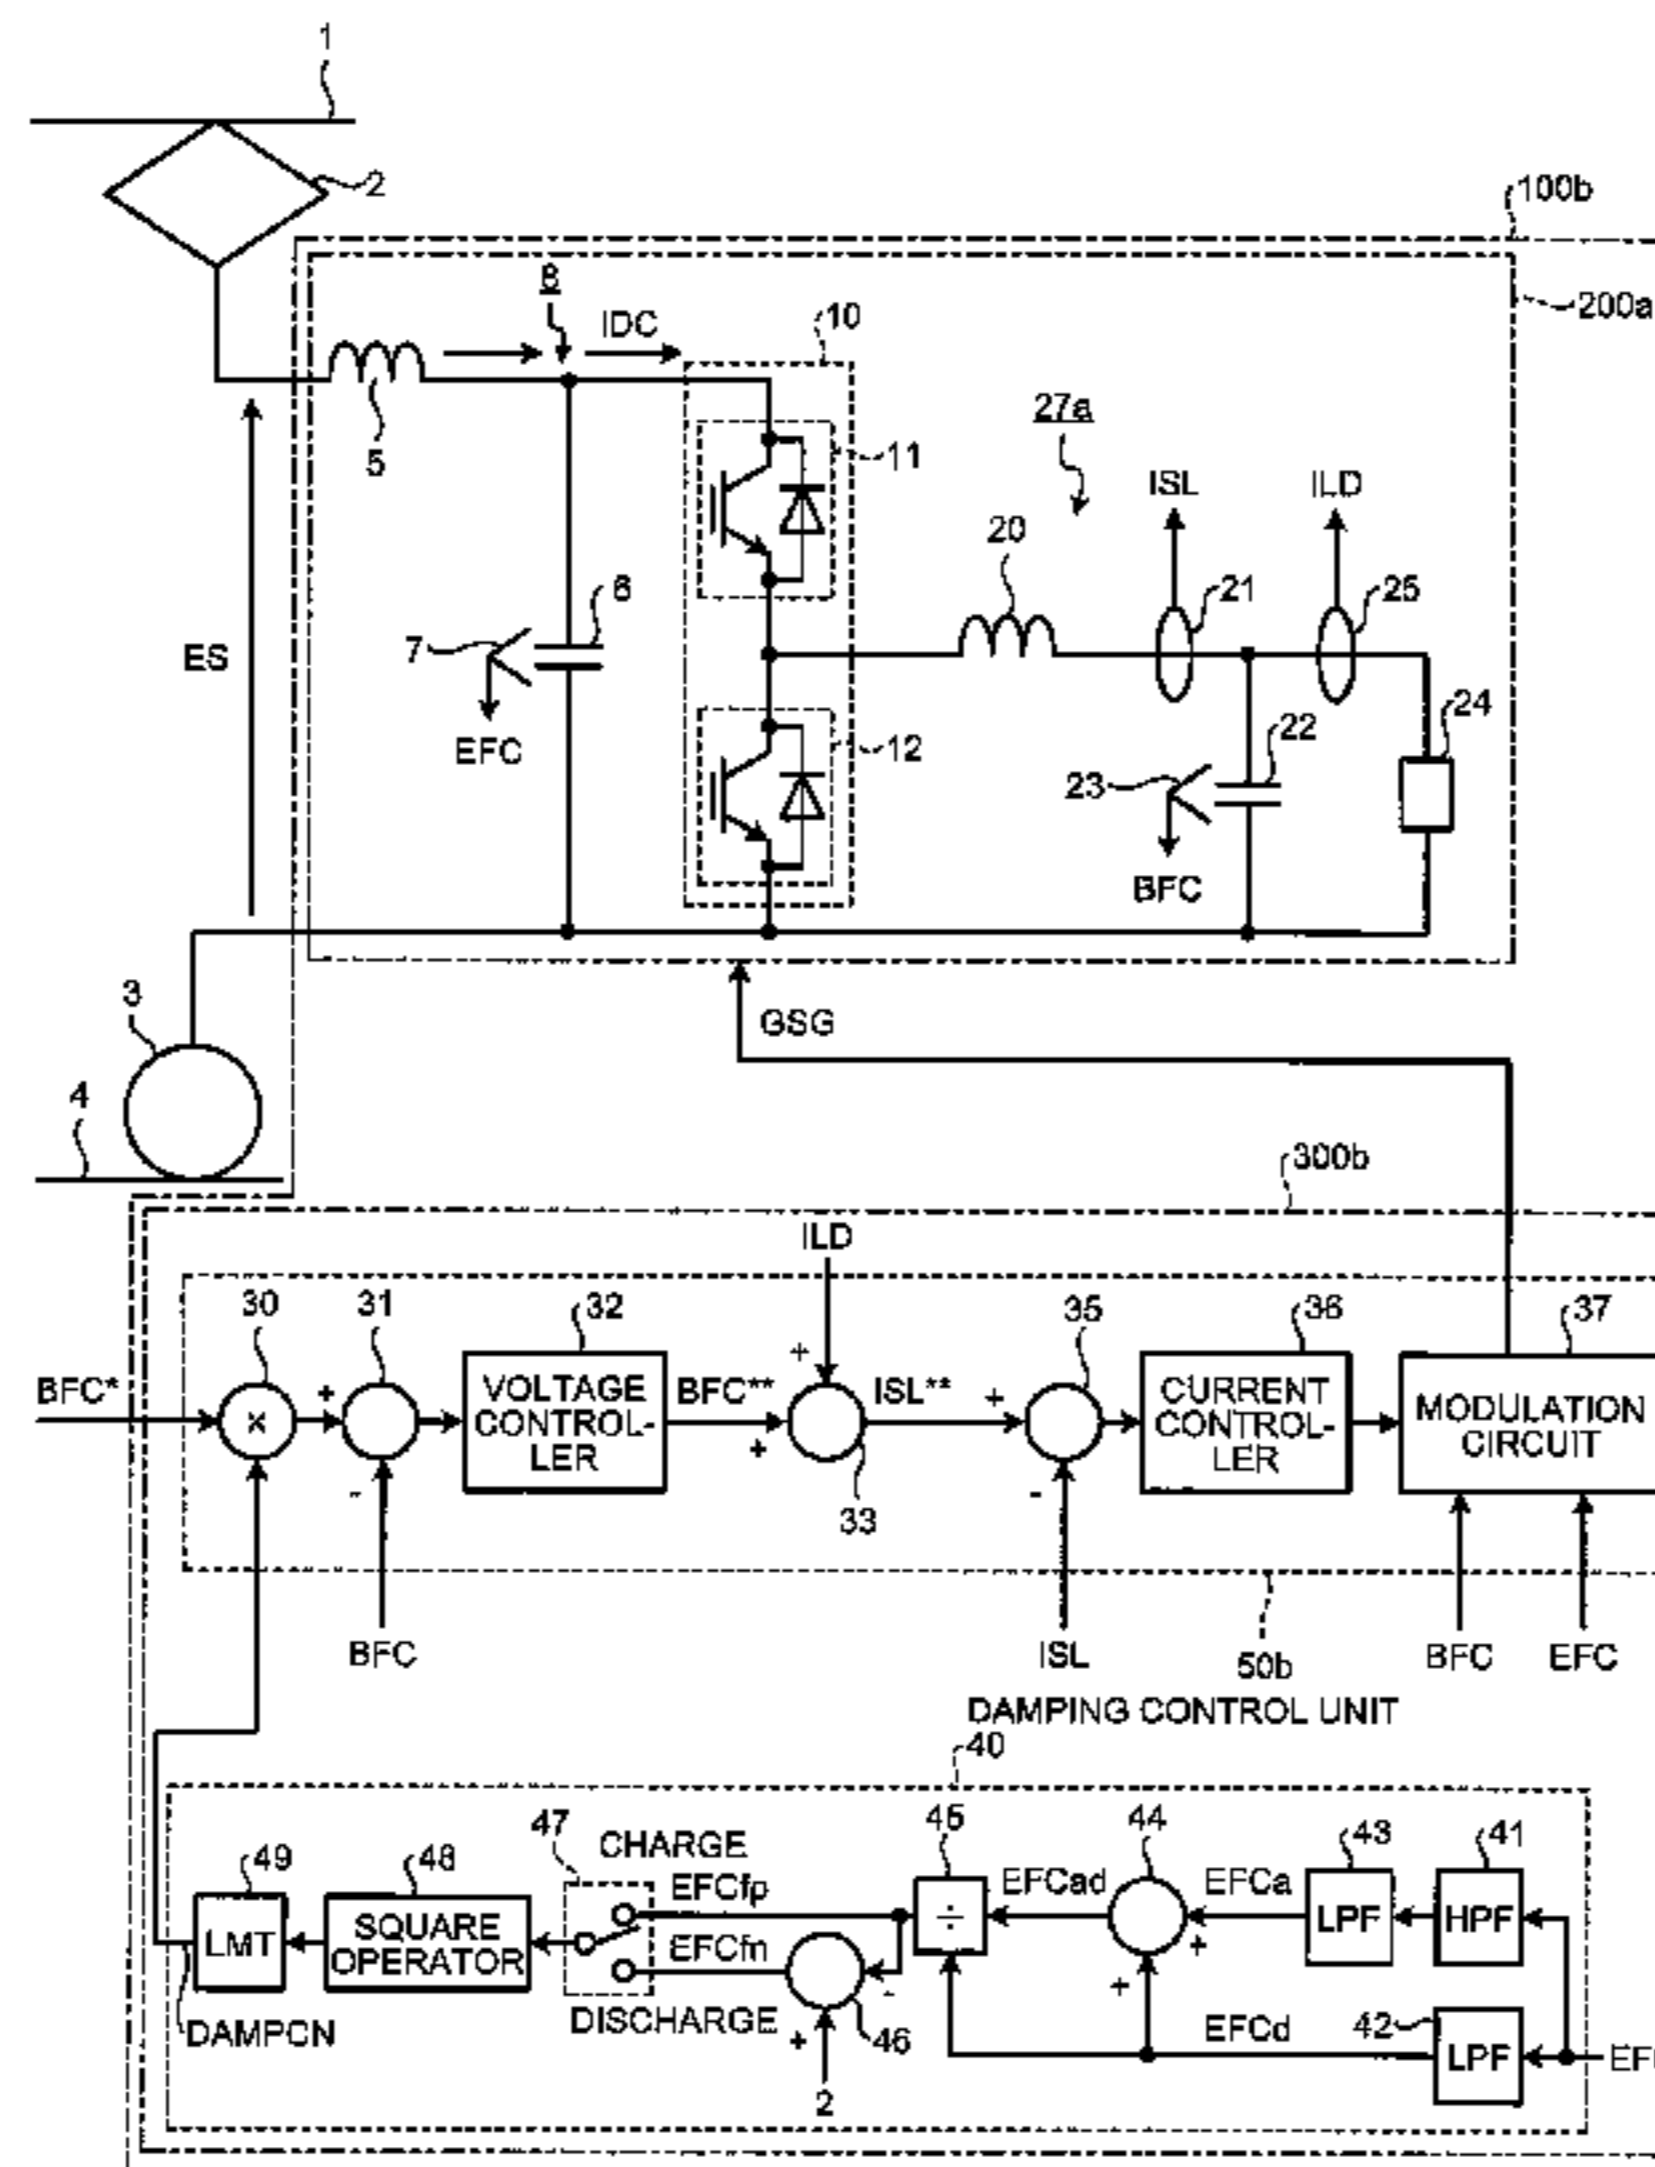 1
2
100b
200a
8
IDC
10
5
11
27a
ISL
ILD
20
21
25
6
7
ES
EFC
12
22
24
23
BFC
3
GSG
4
300b
ILD
30
31
32
35
36
37
BFC*
+
VOLTAGE
CONTROL-
LER
BFC**
+
+
ISL**
+
CURRENT
CONTROL-
LER
MODULATION
CIRCUIT
×
-
33
-
BFC
ISL
50b
BFC
EFC
DAMPING CONTROL UNIT
40
45
44
43
41
47
CHARGE
49
48
EFCfp
EFCad
EFCa
LMT
SQUARE
OPERATOR
÷
LPF
HPF
EFCfn
+
-
+
DAMPCN
DISCHARGE
+
46
EFCd
42
LPF
2